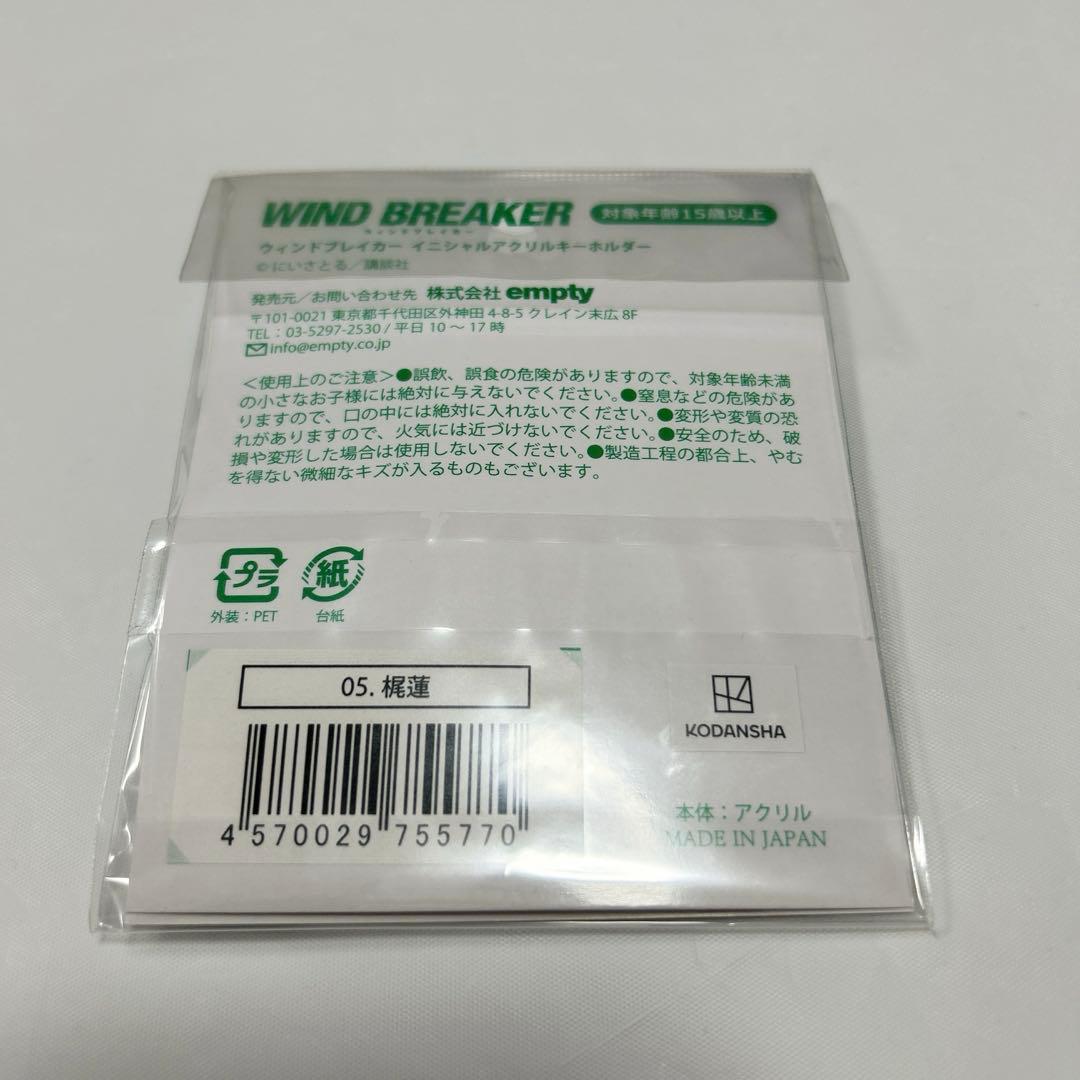 WIND BREAKER 対象年齢15歳以上
ウィンドブレイカー
ウィンドブレイカー イニシャルアクリルキーホルダー
©にいさとる／講談社
発売元／お問い合わせ先 株式会社 empty
〒101-0021 東京都千代田区外神田 4-8-5 クレイン末広 8F
TEL：03-5297-2530 / 平日 10 〜 17 時
info@empty.co.jp
＜使用上のご注意＞●誤飲、誤食の危険がありますので、対象年齢未満
の小さなお子様には絶対に与えないでください。●窒息などの危険があ
りますので、口の中には絶対に入れないでください。●変形や変質の恐
れがありますので、火気には近づけないでください。●安全のため、破
損や変形した場合は使用しないでください。●製造工程の都合上、やむ
を得ない微細なキズが入るものもございます。
プラ 紙
外装：PET 台紙
05. 梶蓮
KODANSHA
4 570029 755770
本体：アクリル
MADE IN JAPAN